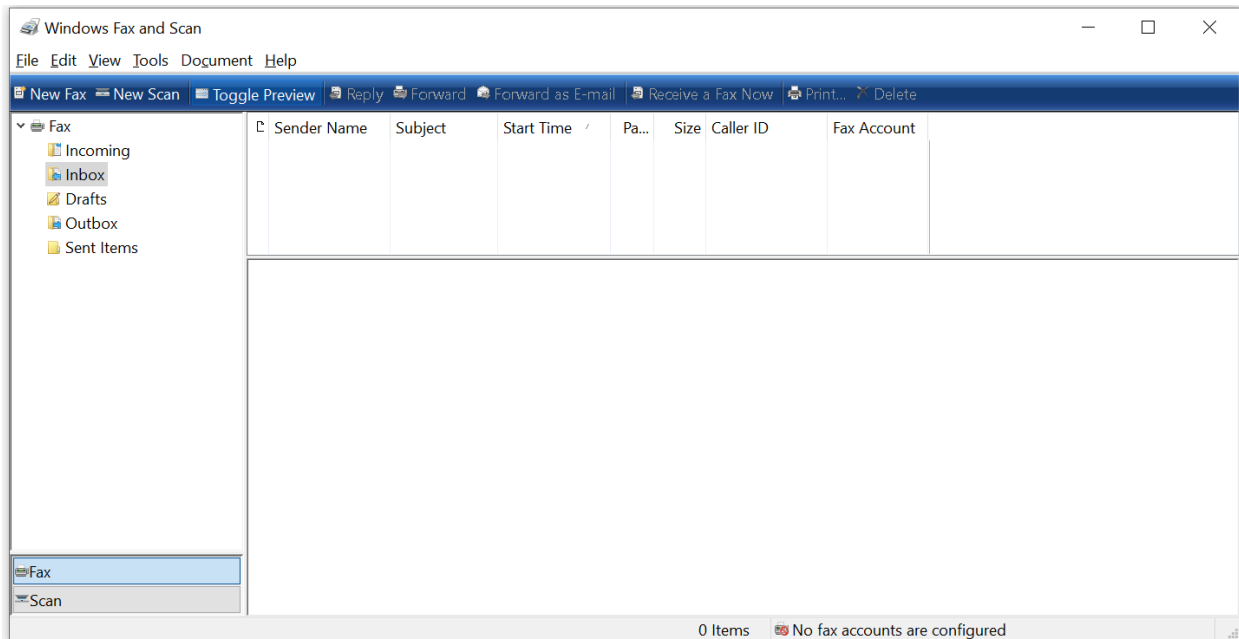 Windows Fax and Scan
File Edit View Tools Document Help
New Fax New Scan Toggle Preview Reply Forward Forward as E-mail Receive a Fax Now Print... Delete
Fax
Sender Name Subject Start Time Pa... Size Caller ID Fax Account
Incoming
Inbox
Drafts
Outbox
Sent Items
Fax
Scan
0 Items No fax accounts are configured